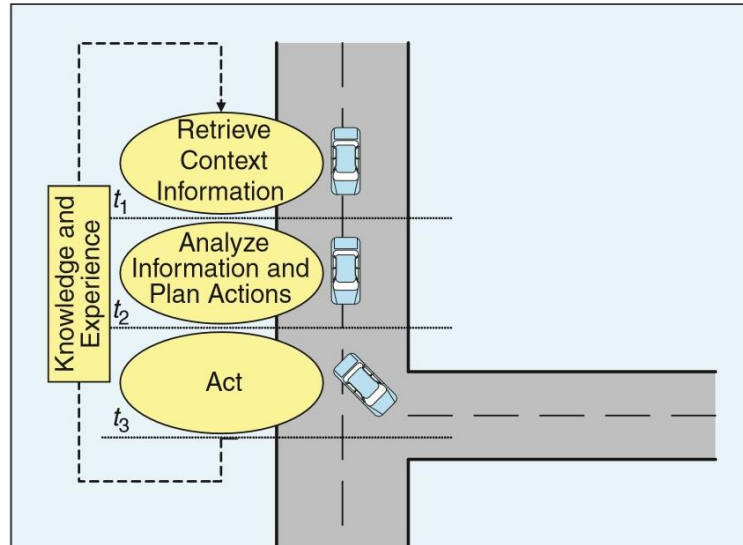 Retrieve
Context
Information
t1
Analyze
Information and
Plan Actions
t2
Act
t3
Knowledge and
Experience